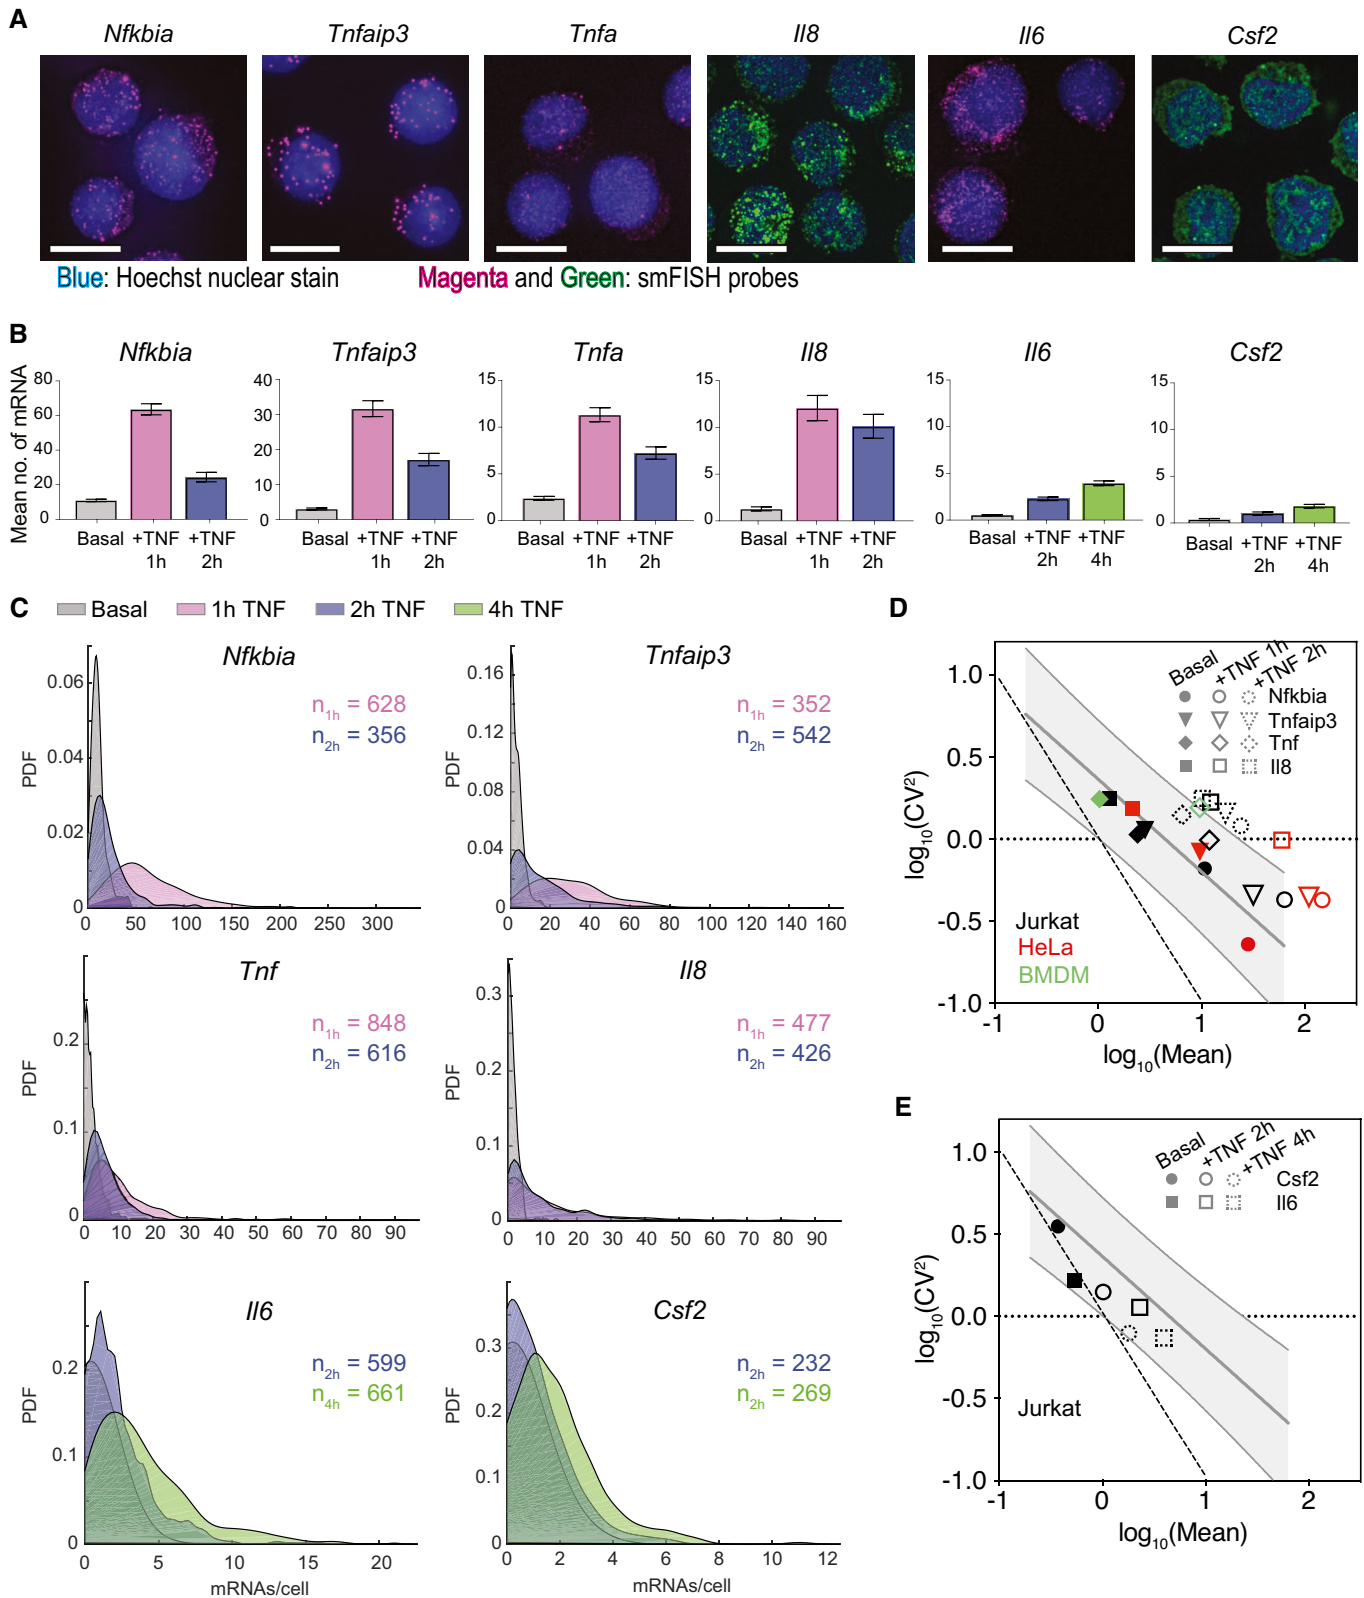 A
Nfkbia Tnfaip3 Tnfa Il8 Il6 Csf2
Blue: Hoechst nuclear stain Magenta and Green: smFISH probes
B
Nfkbia Tnfaip3 Tnfa Il8 Il6 Csf2
Mean no. of mRNA
80 60 40 20 0
Basal +TNF 1h +TNF 2h
40 30 20 10 0
Basal +TNF 1h +TNF 2h
15 10 5 0
Basal +TNF 1h +TNF 2h
15 10 5 0
Basal +TNF 1h +TNF 2h
15 10 5 0
Basal +TNF 2h +TNF 4h
15 10 5 0
Basal +TNF 2h +TNF 4h
C
Basal 1h TNF 2h TNF 4h TNF
Nfkbia
n1h = 628
n2h = 356
PDF
0.06 0.04 0.02 0
0 50 100 150 200 250 300
Tnfaip3
n1h = 352
n2h = 542
PDF
0.16 0.12 0.08 0.04 0
0 20 40 60 80 100 120 140 160
Tnf
n1h = 848
n2h = 616
PDF
0.2 0.1 0
0 10 20 30 40 50 60 70 80 90
Il8
n1h = 477
n2h = 426
PDF
0.3 0.2 0.1 0
0 10 20 30 40 50 60 70 80 90
Il6
n2h = 599
n4h = 661
PDF
0.2 0.1 0
0 5 10 15 20
mRNAs/cell
Csf2
n2h = 232
n2h = 269
PDF
0.3 0.2 0.1 0
0 2 4 6 8 10 12
mRNAs/cell
D
Basal +TNF 1h +TNF 2h
Nfkbia
Tnfaip3
Tnf
Il8
log10(CV2)
1.0 0.5 0.0 -0.5 -1.0
Jurkat
HeLa
BMDM
-1 0 1 2
log10(Mean)
E
Basal +TNF 2h +TNF 4h
Csf2
Il6
log10(CV2)
1.0 0.5 0.0 -0.5 -1.0
Jurkat
-1 0 1 2
log10(Mean)